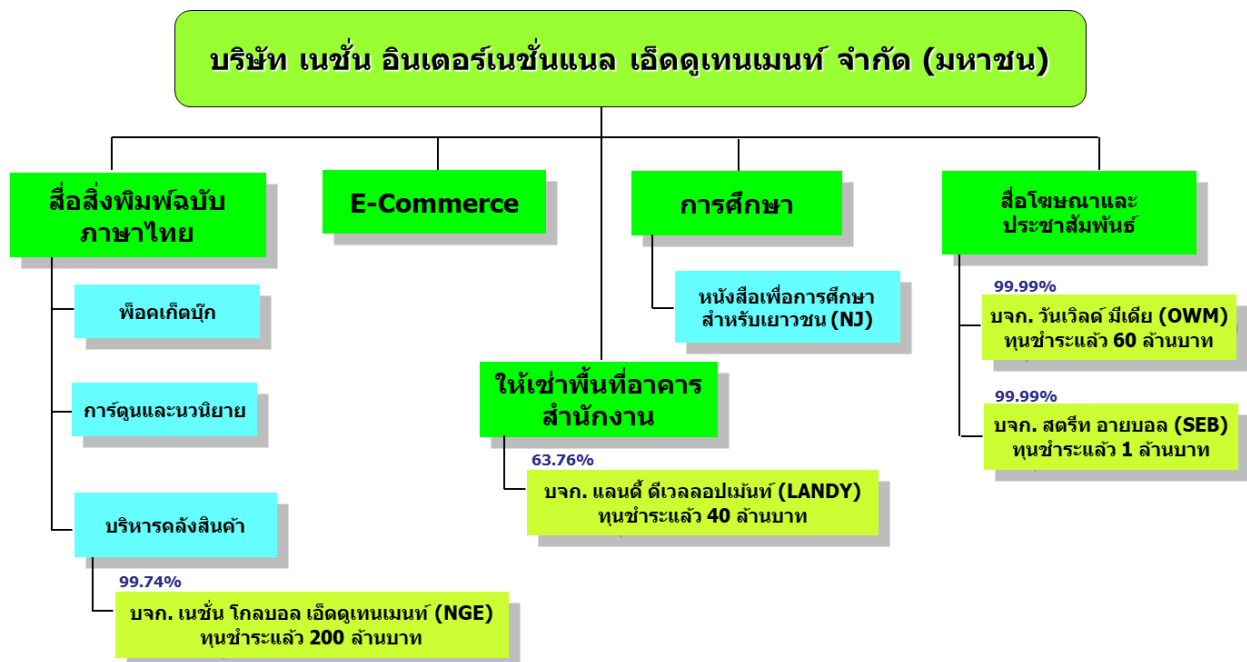 บริษัท เนชั่น อินเตอร์เนชั่นแนล เอ็ดดูเทนเมนท์ จำกัด (มหาชน)
สื่อสิ่งพิมพ์ฉบับ
ภาษาไทย
พ็อคเก็ตบุ๊ก
การ์ตูนและนวนิยาย
บริหารคลังสินค้า
99.74%
บจก. เนชั่น โกลบอล เอ็ดดูเทนเมนท์ (NGE)
ทุนชำระแล้ว 200 ล้านบาท
E-Commerce
ให้เช่าพื้นที่อาคาร
สำนักงาน
63.76%
บจก. แลนดี้ ดีเวลลอปเม้นท์ (LANDY)
ทุนชำระแล้ว 40 ล้านบาท
การศึกษา
หนังสือเพื่อการศึกษา
สำหรับเยาวชน (NJ)
สื่อโฆษณาและ
ประชาสัมพันธ์
99.99%
บจก. วันเวิลด์ มีเดีย (OWM)
ทุนชำระแล้ว 60 ล้านบาท
99.99%
บจก. สตรีท อายบอล (SEB)
ทุนชำระแล้ว 1 ล้านบาท